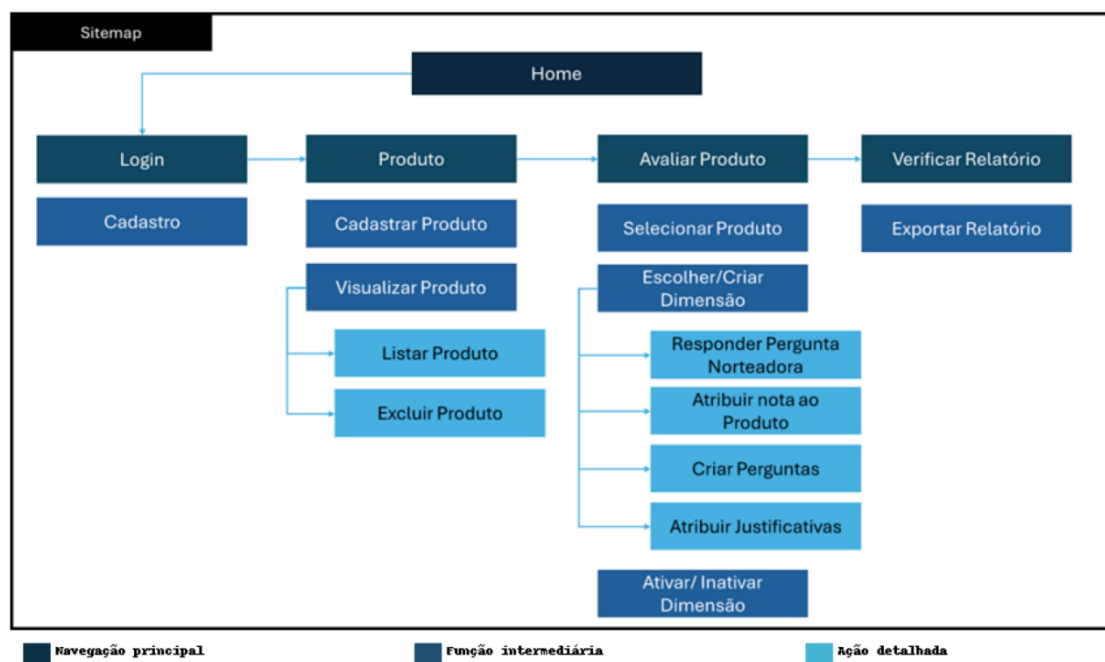 Sitemap
Home
Login
Produto
Avaliar Produto
Verificar Relatório
Cadastro
Cadastrar Produto
Selecionar Produto
Exportar Relatório
Visualizar Produto
Escolher/Criar
Dimensão
Listar Produto
Responder Pergunta
Norteadora
Excluir Produto
Atribuir nota ao
Produto
Criar Perguntas
Atribuir Justificativas
Ativar/ Inativar
Dimensão
Navegação principal
Função intermediária
Ação detalhada